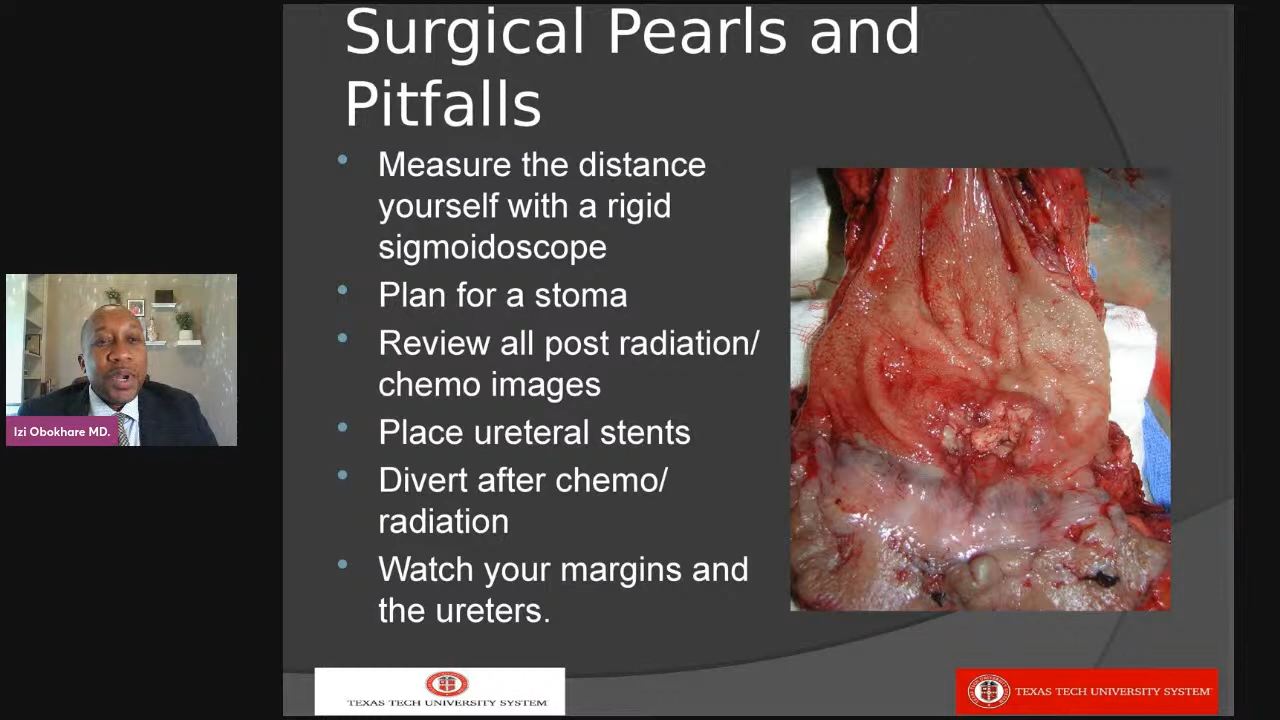 Surgical Pearls and
Pitfalls
Measure the distance
yourself with a rigid
sigmoidoscope
Plan for a stoma
Review all post radiation/
chemo images
Place ureteral stents
Divert after chemo/
radiation
Watch your margins and
the ureters.
Izi Obokhare MD.
TEXAS TECH UNIVERSITY SYSTEM
TEXAS TECH UNIVERSITY SYSTEM